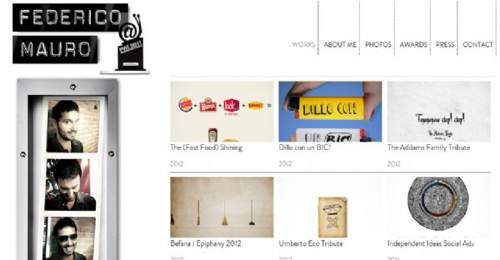 FEDERICO
MAURO
WORKS
ABOUT ME
PHOTOS
AWARDS
PRESS
CONTACT
The (Fast Food) Shining
2012
DILLO CON
BIC
Dillo con un BIC!
2012
The Addams Family Tribute
2012
Befana / Epiphany 2012
Umberto Eco Tribute
Independent Ideas Social Adv